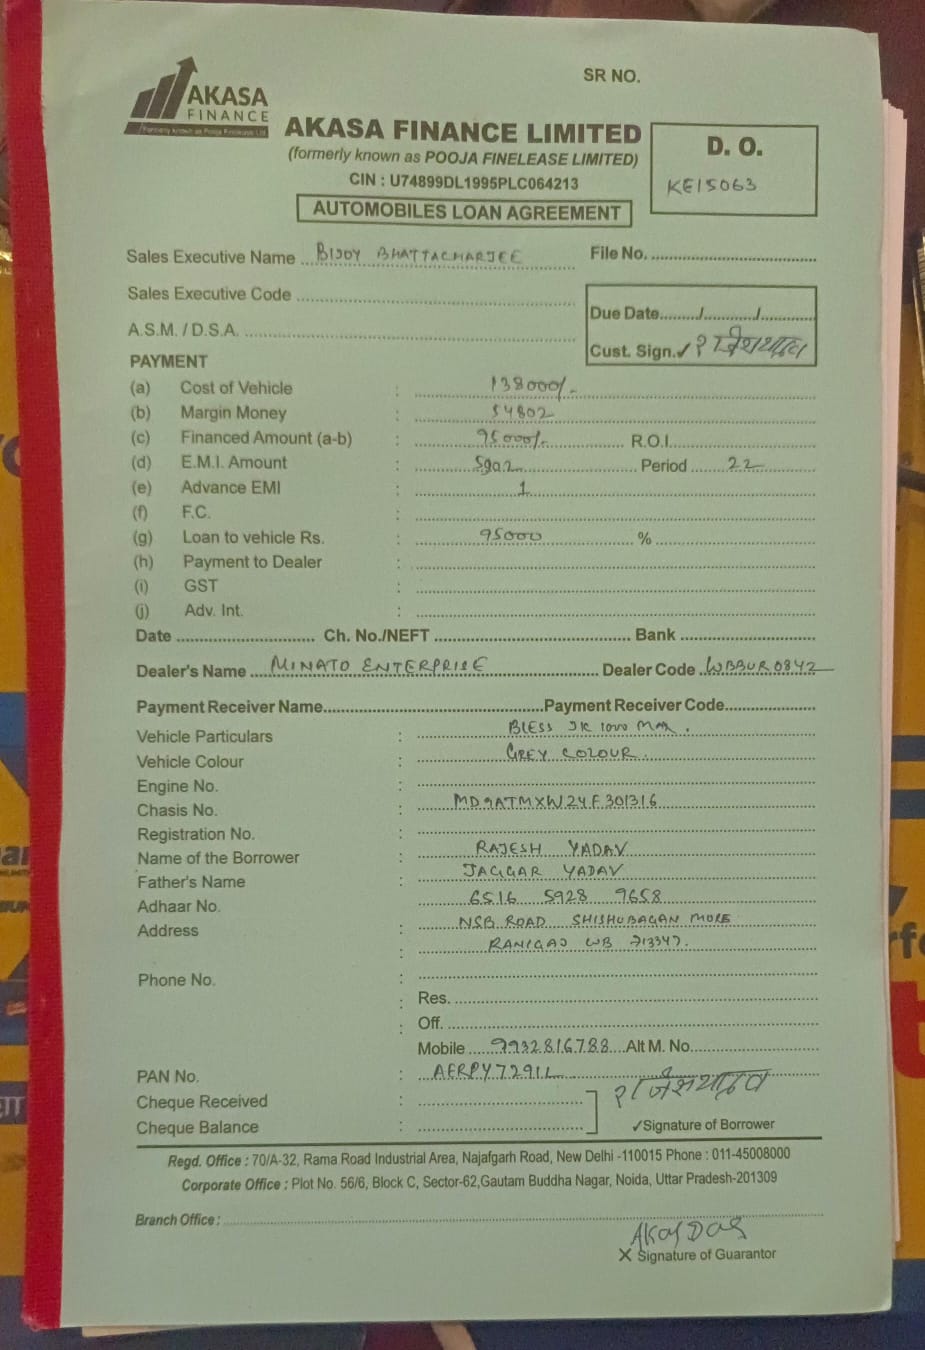 SR NO.
AKASA
FINANCE
Formerly known as Pooja Finelease Ltd
AKASA FINANCE LIMITED
(formerly known as POOJA FINELEASE LIMITED)
CIN : U74899DL1995PLC064213
AUTOMOBILES LOAN AGREEMENT
D. O.
KE15063
Sales Executive Name BIJOY BHATTACHARJEE
File No.
Sales Executive Code
A.S.M. / D.S.A.
Due Date......../.........../...........
Cust. Sign.✓ राजेशयादव
PAYMENT
(a) Cost of Vehicle : 138000/-
(b) Margin Money : 54802
(c) Financed Amount (a-b) : 95000/- R.O.I.
(d) E.M.I. Amount : 5902 Period 22
(e) Advance EMI : 1
(f) F.C. :
(g) Loan to vehicle Rs. : 95000 %
(h) Payment to Dealer :
(i) GST :
(j) Adv. Int. :
Date Ch. No./NEFT Bank
Dealer's Name MINATO ENTERPRISE Dealer Code WBBUR0842
Payment Receiver Name Payment Receiver Code
Vehicle Particulars : BLESS JK 1000 MAX.
Vehicle Colour : GREY COLOUR.
Engine No. :
Chasis No. : MD9ATMXW24F301316
Registration No. :
Name of the Borrower : RAJESH YADAV
Father's Name : JAGGAR YADAV
Adhaar No. : 6516 5928 9658
Address : NSB ROAD SHISHUBAGAN MORE
: RANIGAJ WB 713347.
Phone No. :
: Res.
: Off.
Mobile 9932816788 Alt M. No.
PAN No. : AERPY7291L
Cheque Received :
राजेशयादव
Cheque Balance :
✓Signature of Borrower
Regd. Office : 70/A-32, Rama Road Industrial Area, Najafgarh Road, New Delhi -110015 Phone : 011-45008000
Corporate Office : Plot No. 56/6, Block C, Sector-62,Gautam Buddha Nagar, Noida, Uttar Pradesh-201309
Branch Office :
AKay DaS
X Signature of Guarantor